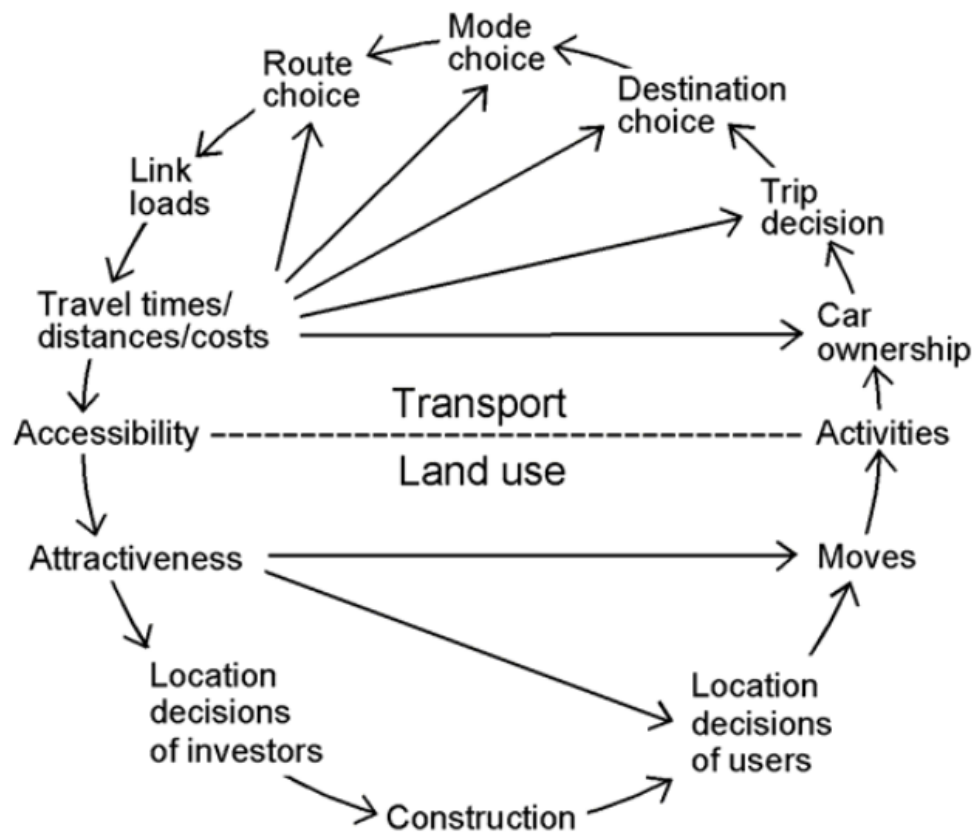 Mode
choice
Route
choice
Destination
choice
Link
loads
Trip
decision
Travel times/
distances/costs
Car
ownership
Transport
Accessibility
Activities
Land use
Attractiveness
Moves
Location
decisions
of investors
Location
decisions
of users
Construction